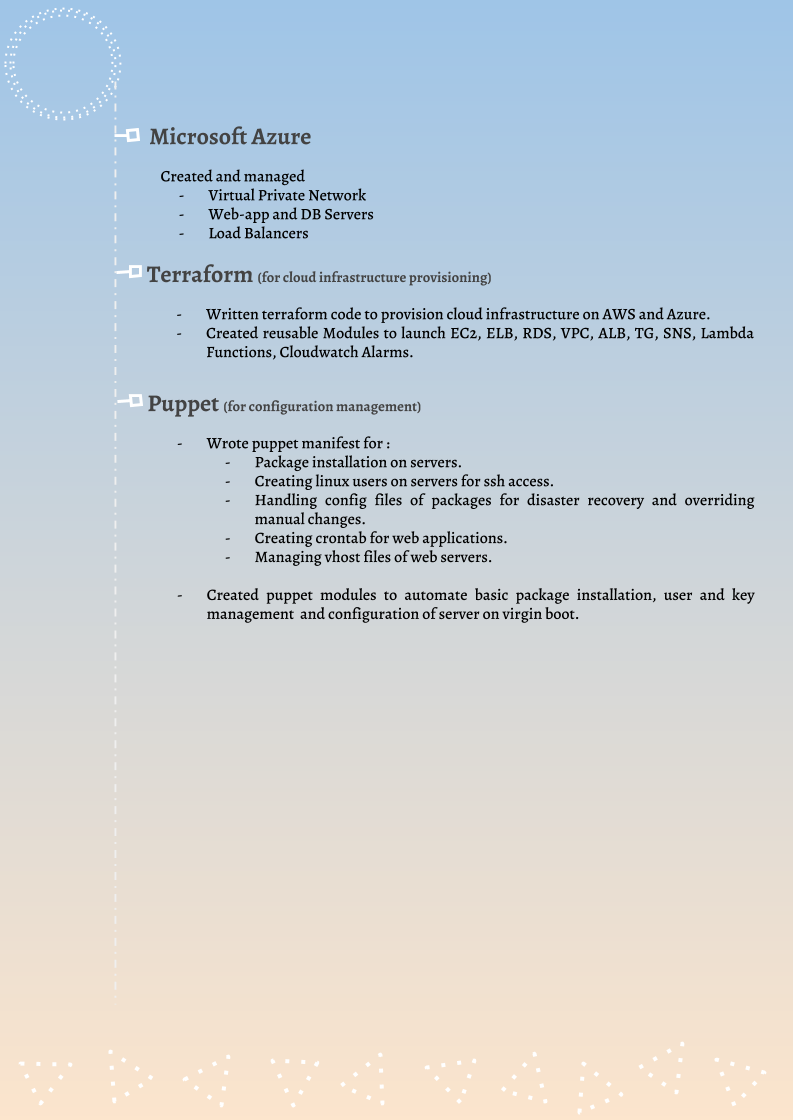 Microsoft Azure
Created and managed
- Virtual Private Network
- Web-app and DB Servers
- Load Balancers
Terraform (for cloud infrastructure provisioning)
- Written terraform code to provision cloud infrastructure on AWS and Azure.
- Created reusable Modules to launch EC2, ELB, RDS, VPC, ALB, TG, SNS, Lambda
Functions, Cloudwatch Alarms.
Puppet (for configuration management)
- Wrote puppet manifest for :
- Package installation on servers.
- Creating linux users on servers for ssh access.
- Handling config files of packages for disaster recovery and overriding
manual changes.
- Creating crontab for web applications.
- Managing vhost files of web servers.
- Created puppet modules to automate basic package installation, user and key
management and configuration of server on virgin boot.